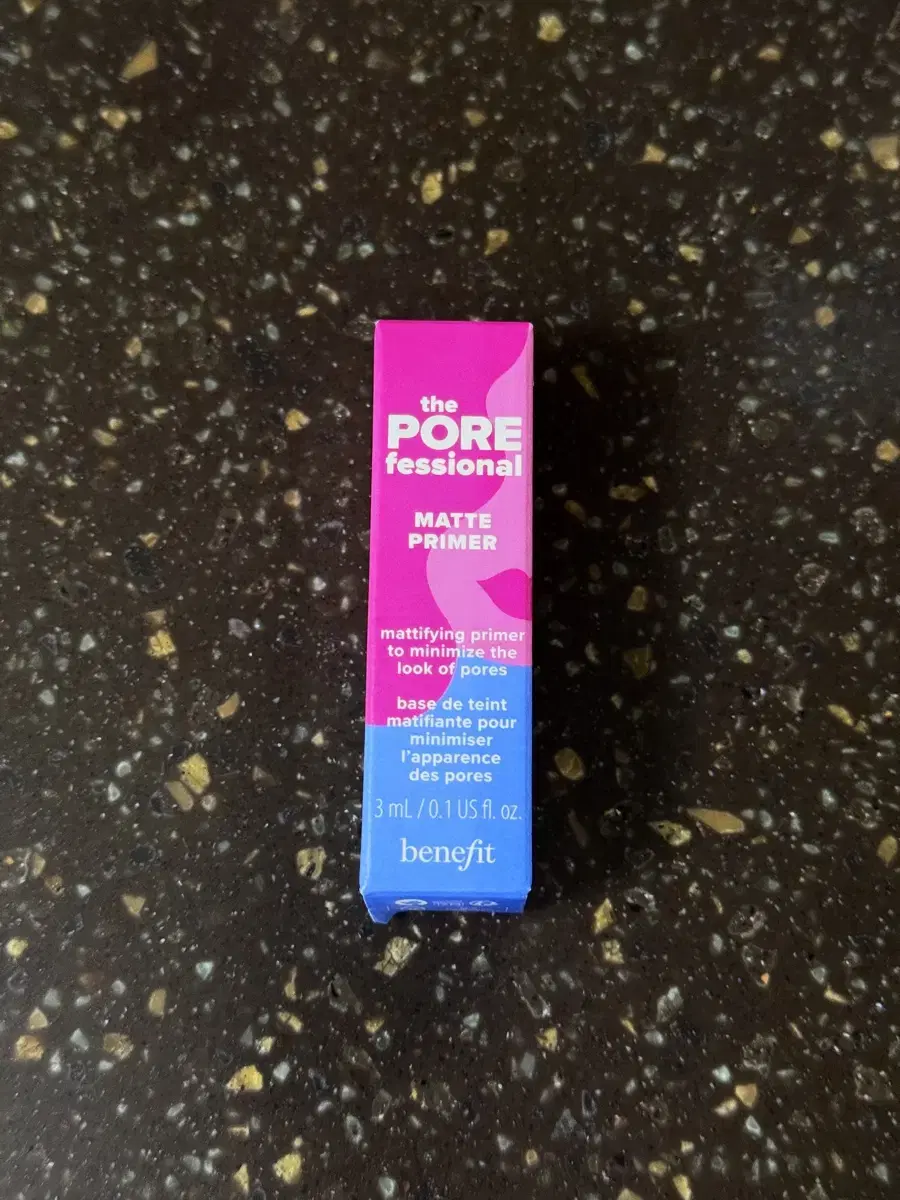 the
PORE
fessional
MATTE
PRIMER
mattifying primer
to minimize the
look of pores
base de teint
matifiante pour
minimiser
l'apparence
des pores
3 mL / 0.1 US fl. oz.
benefit